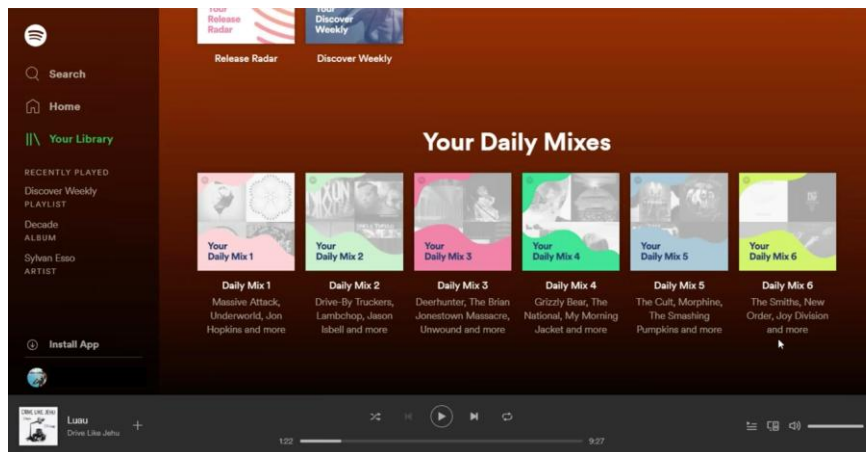 Your
Release
Radar
Your
Discover
Weekly
Release Radar
Discover Weekly
Search
Home
Your Library
RECENTLY PLAYED
Discover Weekly
PLAYLIST
Decade
ALBUM
Sylvan Esso
ARTIST
Install App
Your Daily Mixes
Your
Daily Mix 1
Your
Daily Mix 2
Your
Daily Mix 3
Your
Daily Mix 4
Your
Daily Mix 5
Your
Daily Mix 6
Daily Mix 1
Massive Attack,
Underworld, Jon
Hopkins and more
Daily Mix 2
Drive-By Truckers,
Lambchop, Jason
Isbell and more
Daily Mix 3
Deerhunter, The Brian
Jonestown Massacre,
Unwound and more
Daily Mix 4
Grizzly Bear, The
National, My Morning
Jacket and more
Daily Mix 5
The Cult, Morphine,
The Smashing
Pumpkins and more
Daily Mix 6
The Smiths, New
Order, Joy Division
and more
DRIVE LIKE JEHU
Luau
Drive Like Jehu
1:22
9:27